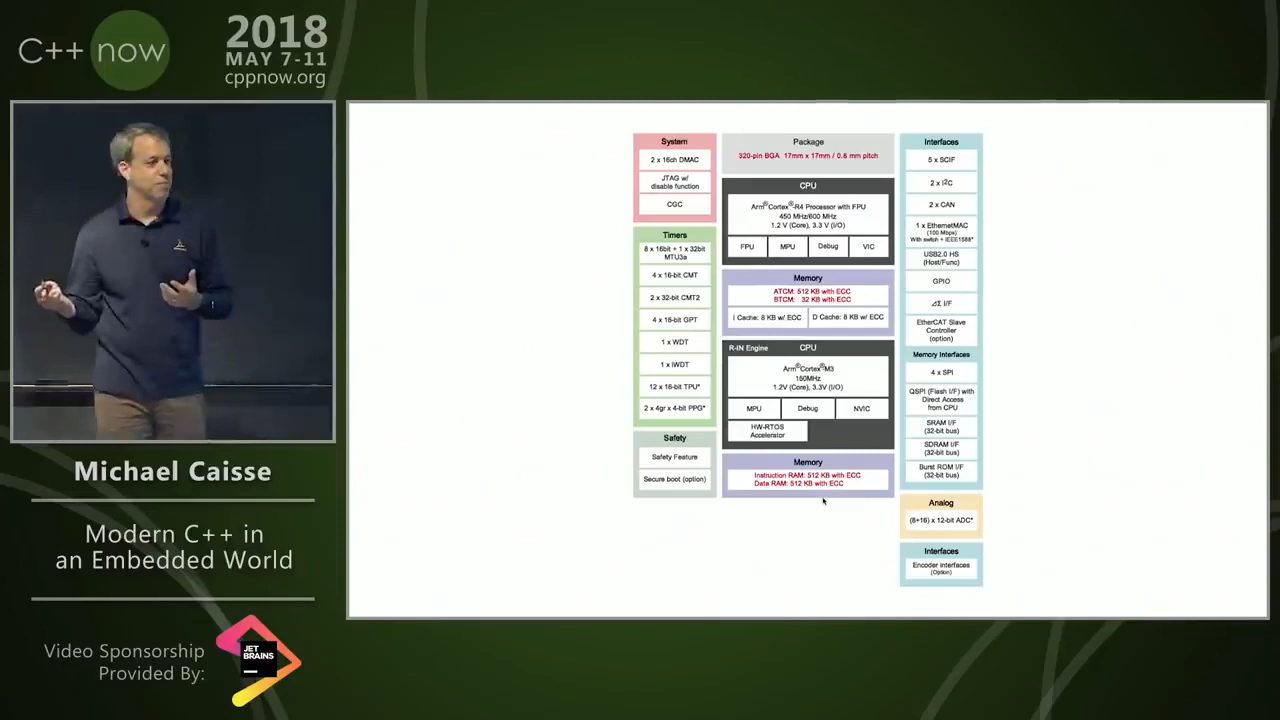 C++ now
2018
MAY 7-11
cppnow.org
Michael Caisse
Modern C++ in
an Embedded World
Video Sponsorship
Provided By:
JET
BRAINS
System
2 x 16ch DMAC
JTAG w/
disable function
CGC
Timers
8 x 16bit + 1 x 32bit
MTU3a
4 x 16-bit CMT
2 x 32-bit CMT2
4 x 16-bit GPT
1 x WDT
1 x IWDT
12 x 16-bit TPU*
2 x 4gr x 4-bit PPG*
Safety
Safety Feature
Secure boot (option)
Package
320-pin BGA 17mm x 17mm / 0.8 mm pitch
CPU
Arm®Cortex®-R4 Processor with FPU
450 MHz/600 MHz
1.2 V (Core), 3.3 V (I/O)
FPU MPU Debug VIC
Memory
ATCM: 512 KB with ECC
BTCM: 32 KB with ECC
I Cache: 8 KB w/ ECC D Cache: 8 KB w/ ECC
R-IN Engine CPU
Arm®Cortex®-M3
150MHz
1.2V (Core), 3.3V (I/O)
MPU Debug NVIC
HW-RTOS
Accelerator
Memory
Instruction RAM: 512 KB with ECC
Data RAM: 512 KB with ECC
Interfaces
5 x SCIF
2 x I²C
2 x CAN
1 x EthernetMAC
(100 Mbps)
With switch + IEEE1588*
USB2.0 HS
(Host/Func)
GPIO
ΔΣ I/F
EtherCAT Slave
Controller
(option)
Memory Interfaces
4 x SPI
QSPI (Flash I/F) with
Direct Access
from CPU
SRAM I/F
(32-bit bus)
SDRAM I/F
(32-bit bus)
Burst ROM I/F
(32-bit bus)
Analog
(8+16) x 12-bit ADC*
Interfaces
Encoder interfaces
(Option)